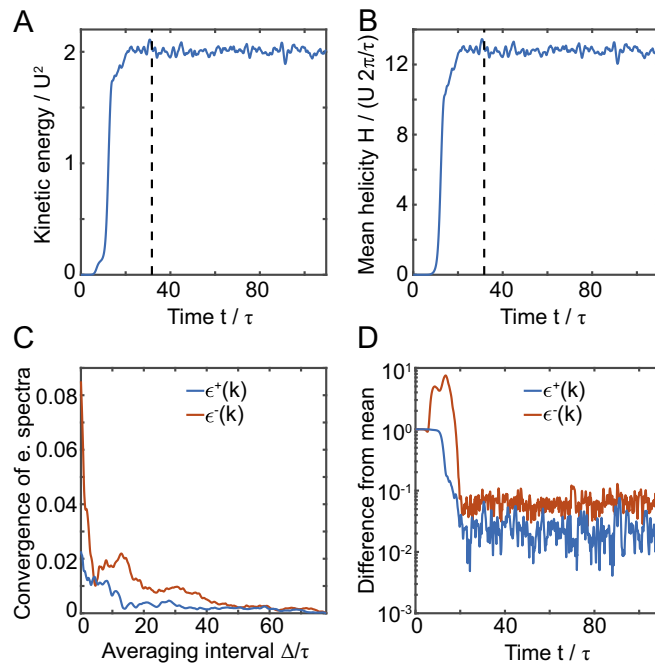 A
Kinetic energy / U²
2
1
0
0 40 80
Time t / τ
B
Mean helicity H / (U 2π/τ)
12
8
4
0
0 40 80
Time t / τ
C
Convergence of e. spectra
0.08
0.06
0.04
0.02
0
0 20 40 60
Averaging interval Δ/τ
ϵ⁺(k)
ϵ⁻(k)
D
Difference from mean
10¹
10⁰
10⁻¹
10⁻²
10⁻³
0 40 80
Time t / τ
ϵ⁺(k)
ϵ⁻(k)